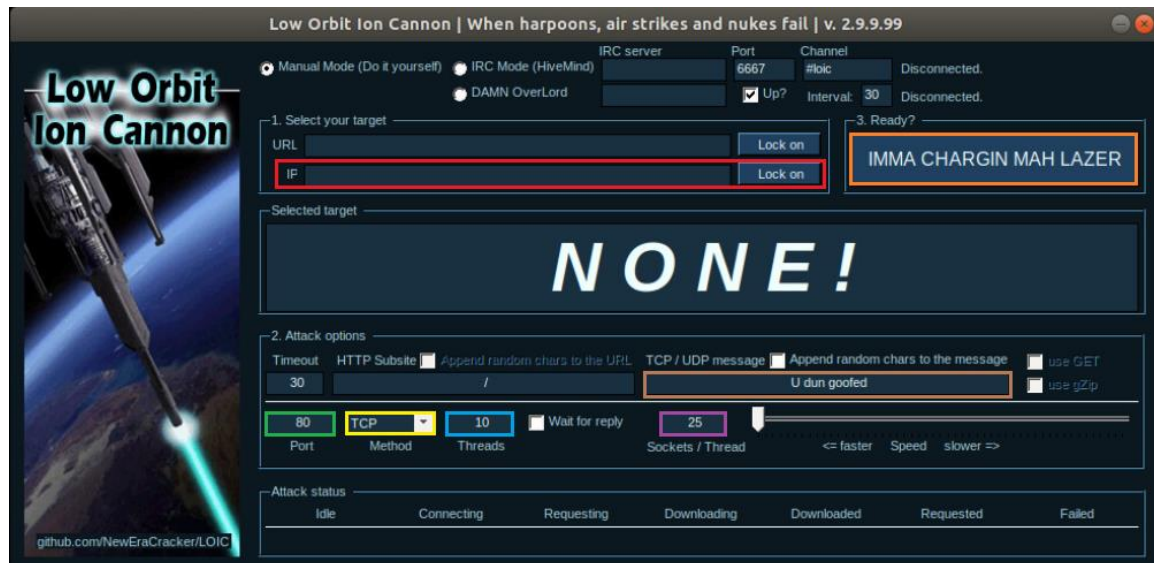 Low Orbit Ion Cannon | When harpoons, air strikes and nukes fail | v. 2.9.9.99
Low Orbit
Ion Cannon
github.com/NewEraCracker/LOIC
IRC server Port Channel
Manual Mode (Do it yourself) IRC Mode (HiveMind) 6667 #loic Disconnected.
DAMN OverLord Up? Interval: 30 Disconnected.
1. Select your target
URL Lock on
IP Lock on
3. Ready?
IMMA CHARGIN MAH LAZER
Selected target
NONE!
2. Attack options
Timeout HTTP Subsite Append random chars to the URL TCP / UDP message Append random chars to the message use GET
30 / U dun goofed use gZip
80 TCP 10 Wait for reply 25
Port Method Threads Sockets / Thread <= faster Speed slower =>
Attack status
Idle Connecting Requesting Downloading Downloaded Requested Failed